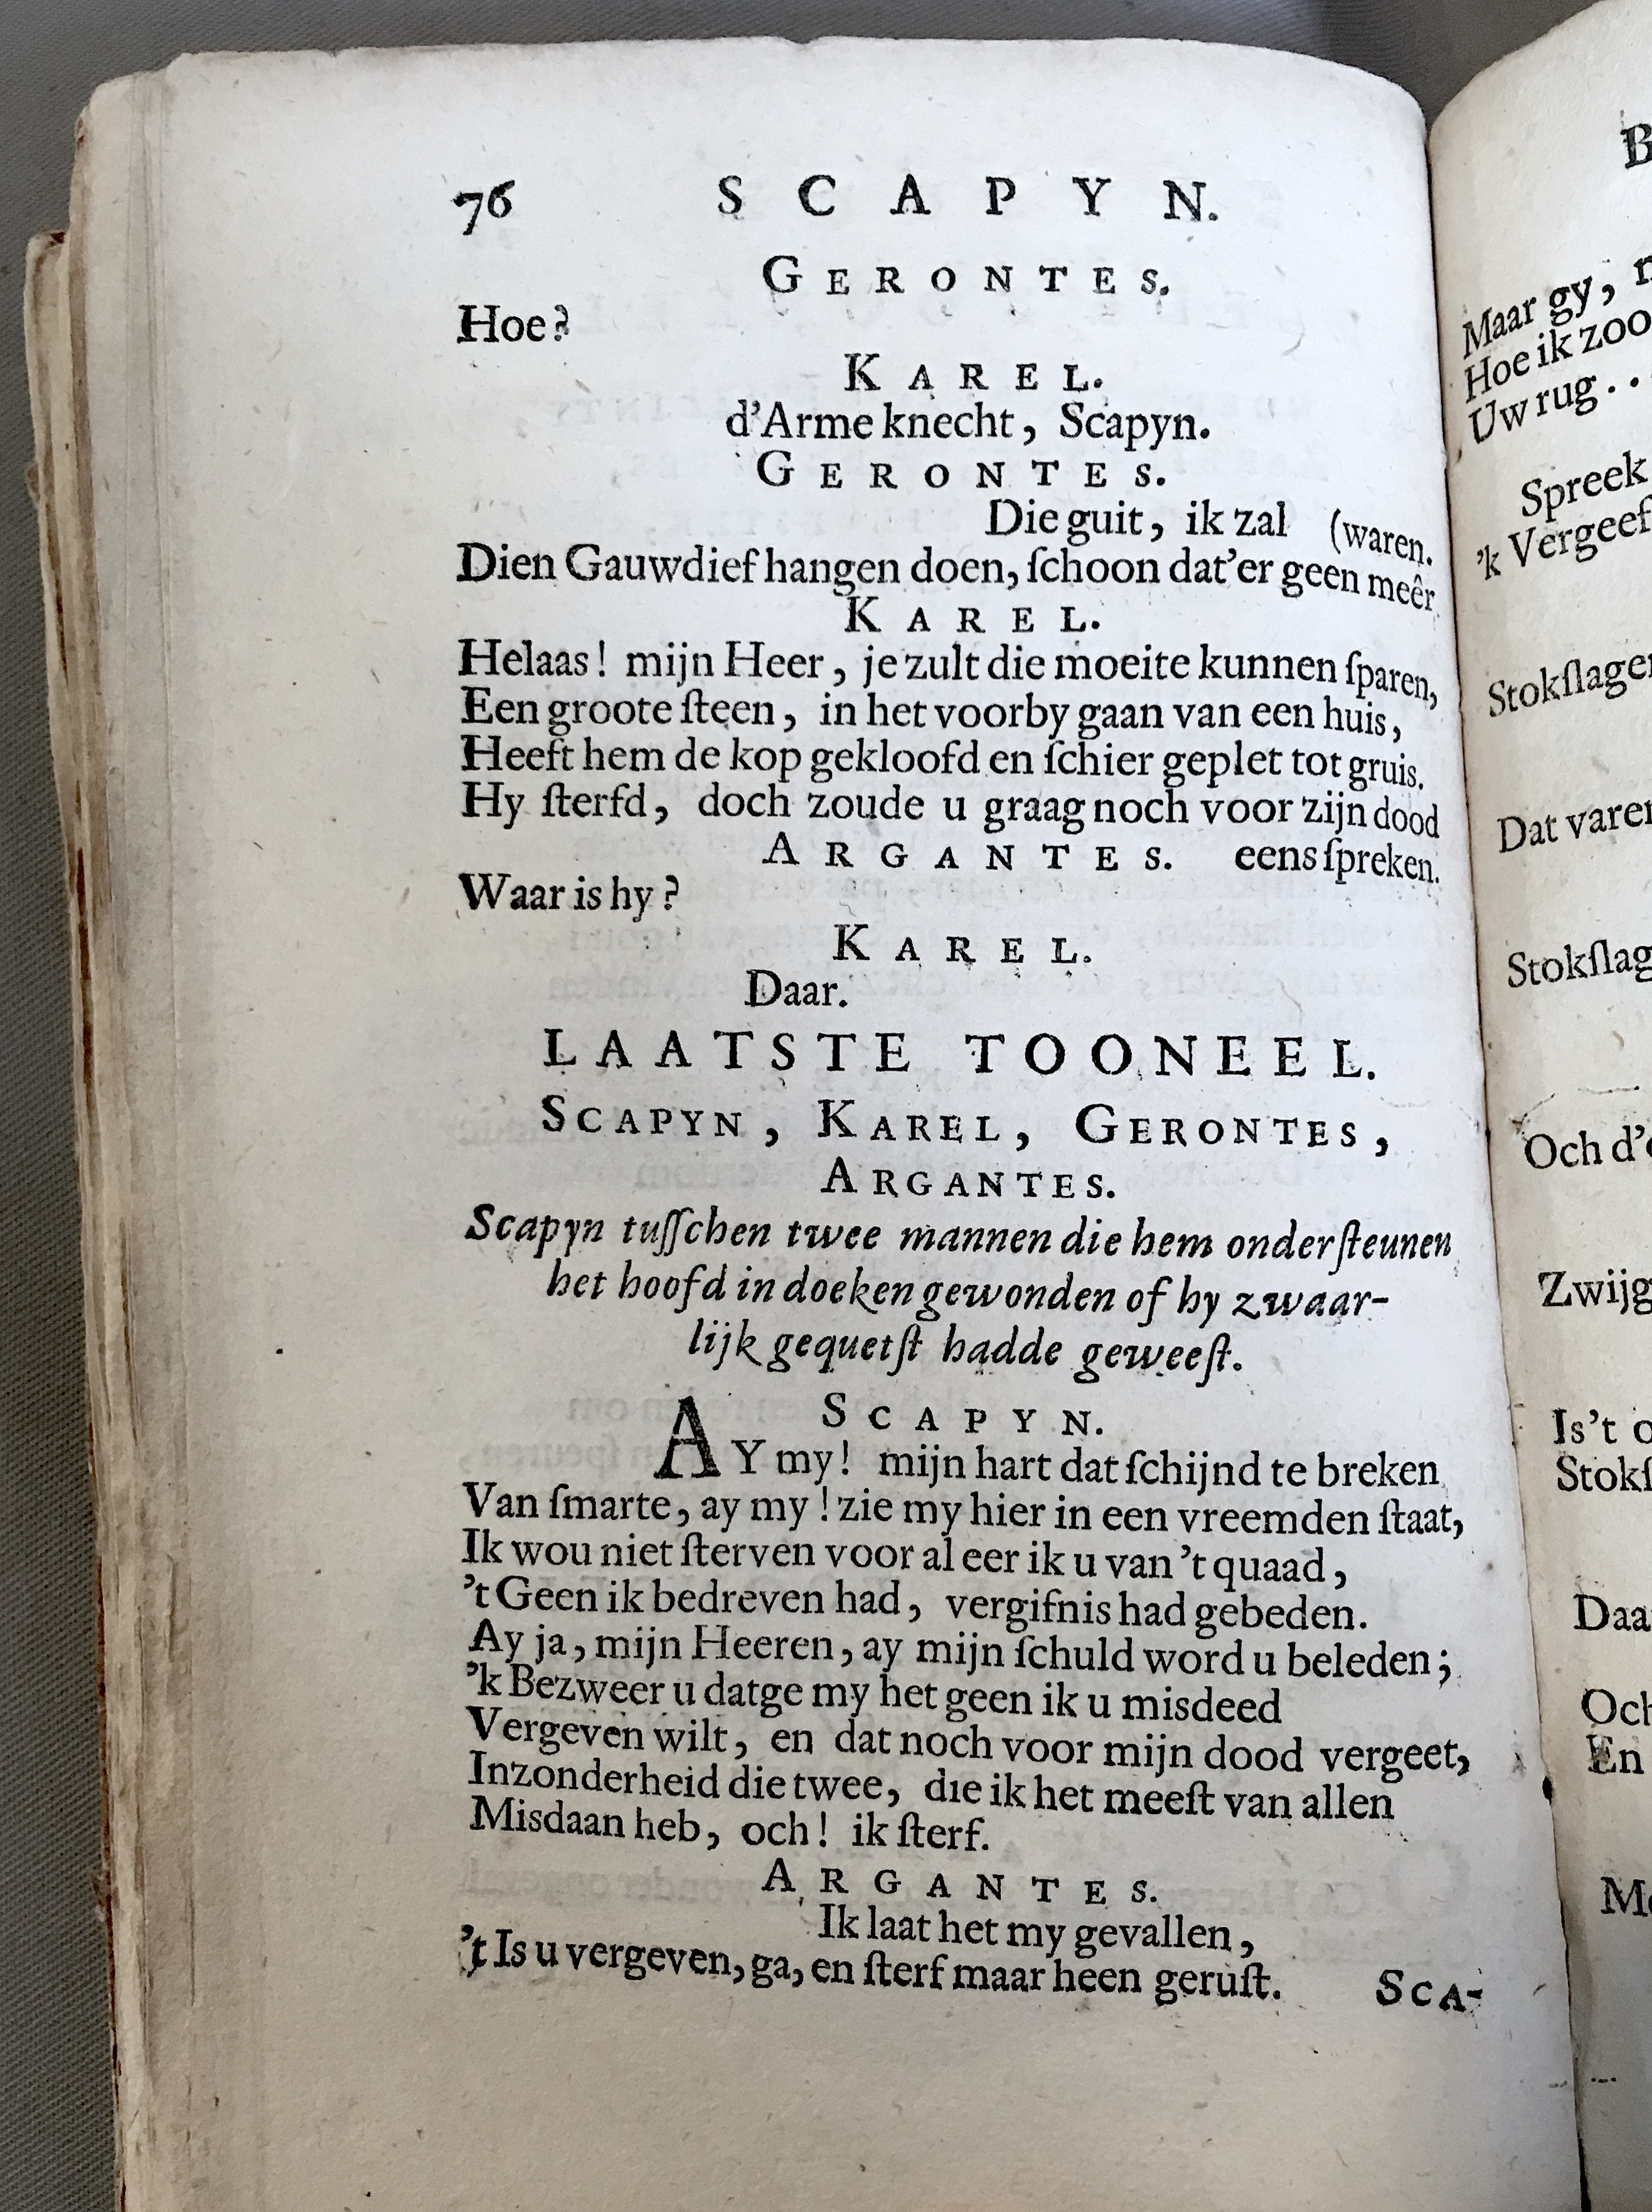 76 SCAPYN.
GERONTES.
Hoe?
KAREL.
d'Arme knecht, Scapyn.
GERONTES.
Die guit, ik zal (waren.
Dien Gauwdief hangen doen, ſchoon dat'er geen meêr
KAREL.
Helaas! mijn Heer, je zult die moeite kunnen ſparen,
Een groote ſteen, in het voorby gaan van een huis,
Heeft hem de kop gekloofd en ſchier geplet tot gruis.
Hy ſterfd, doch zoude u graag noch voor zijn dood
ARGANTES. eens ſpreken.
Waar is hy?
KAREL.
Daar.
LAATSTE TOONEEL.
SCAPYN, KAREL, GERONTES,
ARGANTES.
Scapyn tuſſchen twee mannen die hem onderſteunen
het hoofd in doeken gewonden of hy zwaar-
lijk gequetſt hadde geweeſt.
SCAPYN.
AY my! mijn hart dat ſchijnd te breken
Van ſmarte, ay my! zie my hier in een vreemden ſtaat,
Ik wou niet ſterven voor al eer ik u van 't quaad,
't Geen ik bedreven had, vergifnis had gebeden.
Ay ja, mijn Heeren, ay mijn ſchuld word u beleden;
'k Bezweer u datge my het geen ik u misdeed
Vergeven wilt, en dat noch voor mijn dood vergeet,
Inzonderheid die twee, die ik het meeſt van allen
Misdaan heb, och! ik ſterf.
ARGANTES.
Ik laat het my gevallen,
't Is u vergeven, ga, en ſterf maar heen geruſt.
SCA-
B
Maar gy,
Hoe ik zoo
Uw rug . .
Spreek
'k Vergeef
Stokſlage
Dat vare
Stokſlag
Och d'
Zwijg
Is't
Stokſ
Daa
Och
En